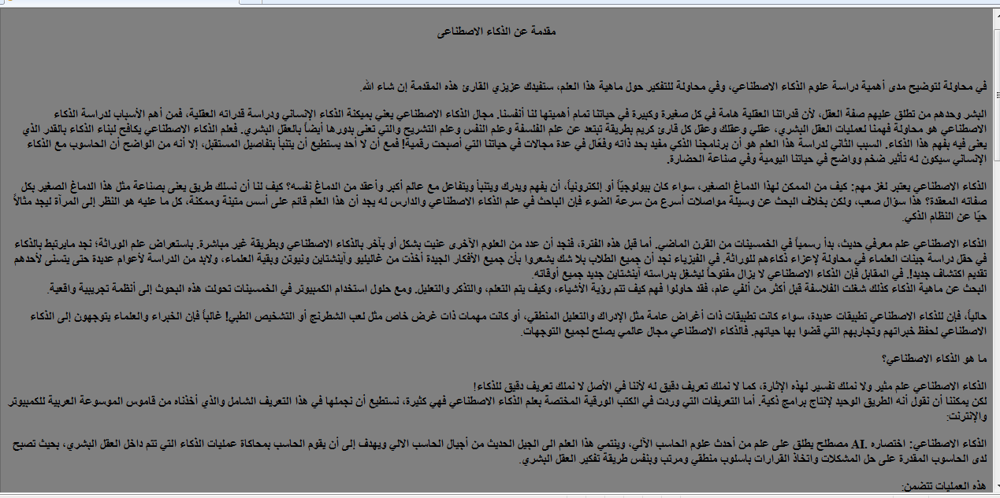 مقدمة عن الذكاء الاصطناعى
في محاولة لتوضيح مدى أهمية دراسة علوم الذكاء الاصطناعي، وفي محاولة للتفكير حول ماهية هذا العلم، ستفيدك عزيزي القارئ هذه المقدمة إن شاء الله.
البشر وحدهم من تطلق عليهم صفة العقل، لأن قدراتنا العقلية هامة في كل صغيرة وكبيرة في حياتنا تمام أهميتها لنا أنفسنا. مجال الذكاء الاصطناعي يعني بميكنة الذكاء الإنساني ودراسة قدراته العقلية، فمن أهم الأسباب لدراسة الذكاء
الاصطناعي هو محاولة فهمنا لعمليات العقل البشري، عقلي وعقلك وعقل كل قارئ كريم بطريقة تبتعد عن علم الفلسفة وعلم النفس وعلم التشريح والتي تعنى بدورها أيضاً بالعقل البشري. فعلم الذكاء الاصطناعي يكافح لبناء الذكاء بالقدر الذي
يعنى فيه بفهم هذا الذكاء. السبب الثاني لدراسة هذا العلم هو أن برنامجنا الذكي مفيد بحد ذاته وفعّال في عدة مجالات في حياتنا التي أصبحت رقمية! فمع أن لا أحد يستطيع أن يتنبأ بتفاصيل المستقبل، إلا أنه من الواضح أن الحاسوب مع الذكاء
الإنساني سيكون له تأثير ضخم وواضح في حياتنا اليومية وفي صناعة الحضارة.
الذكاء الاصطناعي يعتبر لغز مهم: كيف من الممكن لهذا الدماغ الصغير، سواء كان بيولوجيّاً أو إلكترونياً، أن يفهم ويدرك ويتنبأ ويتفاعل مع عالم أكبر وأعقد من الدماغ نفسه؟ كيف لنا أن نسلك طريق يعنى بصناعة مثل هذا الدماغ الصغير بكل
صفاته المعقدة؟ هذا سؤال صعب، ولكن بخلاف البحث عن وسيلة مواصلات أسرع من سرعة الضوء فإن الباحث في علم الذكاء الاصطناعي والدارس له يجد أن هذا العلم قائم على أسس متينة وممكنة، كل ما عليه هو النظر إلى المرآة ليجد مثالاً
حيّا عن النظام الذكي.
الذكاء الاصطناعي علم معرفي حديث، بدأ رسمياً في الخمسينات من القرن الماضي. أما قبل هذه الفترة، فنجد أن عدد من العلوم الآخرى عنيت بشكل أو بآخر بالذكاء الاصطناعي وبطريقة غير مباشرة. باستعراض علم الوراثة؛ نجد مايرتبط بالذكاء
في حقل دراسة جينات العلماء في محاولة لإعزاء ذكاءهم للوراثة. في الفيزياء نجد أن جميع الطلاب بلا شك يشعروا بأن جميع الأفكار الجيدة أخذت من غاليليو وآينشتاين ونيوتن وبقية العلماء، ولابد من الدراسة لأعوام عديدة حتى يتسنى لأحدهم
تقديم اكتشاف جديد!. في المقابل فإن الذكاء الاصطناعي لا يزال مفتوحاً ليشغِل بدراسته أينشتاين جديد جميع أوقاته.
البحث عن ماهية الذكاء كذلك شغلت الفلاسفة قبل أكثر من ألفي عام، فقد حاولوا فهم كيف تتم رؤية الأشياء، وكيف يتم التعلم، والتذكر والتعليل. ومع حلول استخدام الكمبيوتر في الخمسينات تحولت هذه البحوث إلى أنظمة تجريبية واقعية.
حالياً، فإن للذكاء الاصطناعي تطبيقات عديدة، سواء كانت تطبيقات ذات أغراض عامة مثل الإدراك والتعليل المنطقي، أو كانت مهمات ذات غرض خاص مثل لعب الشطرنج أو التشخيص الطبي! غالباً فإن الخبراء والعلماء يتوجهون إلى الذكاء
الاصطناعي لحفظ خبراتهم وتجاربهم التي قضوا بها حياتهم. فالذكاء الاصطناعي مجال عالمي يصلح لجميع التوجهات.
ما هو الذكاء الاصطناعي؟
الذكاء الاصطناعي علم مثير ولا نملك تفسير لهذه الإثارة، كما لا نملك تعريف دقيق له لأننا في الأصل لا نملك تعريف دقيق للذكاء!
لكن يمكننا أن نقول أنه الطريق الوحيد لإنتاج برامج ذكية. أما التعريفات التي وردت في الكتب الورقية المختصة بعلم الذكاء الاصطناعي فهي كثيرة، نستطيع أن نجملها في هذا التعريف الشامل والذي أخذناه من قاموس الموسوعة العربية للكمبيوتر
والإنترنت:
الذكاء الاصطناعي: اختصاره AI. مصطلح يطلق على علم من أحدث علوم الحاسب الآلي، وينتمي هذا العلم الى الجيل الحديث من أجيال الحاسب الالي ويهدف إلى أن يقوم الحاسب بمحاكاة عمليات الذكاء التي تتم داخل العقل البشري، بحيث تصبح
لدى الحاسوب المقدرة على حل المشكلات واتخاذ القرارات باسلوب منطقي ومرتب وبنفس طريقة تفكير العقل البشري.
هذه العمليات تتضمن: